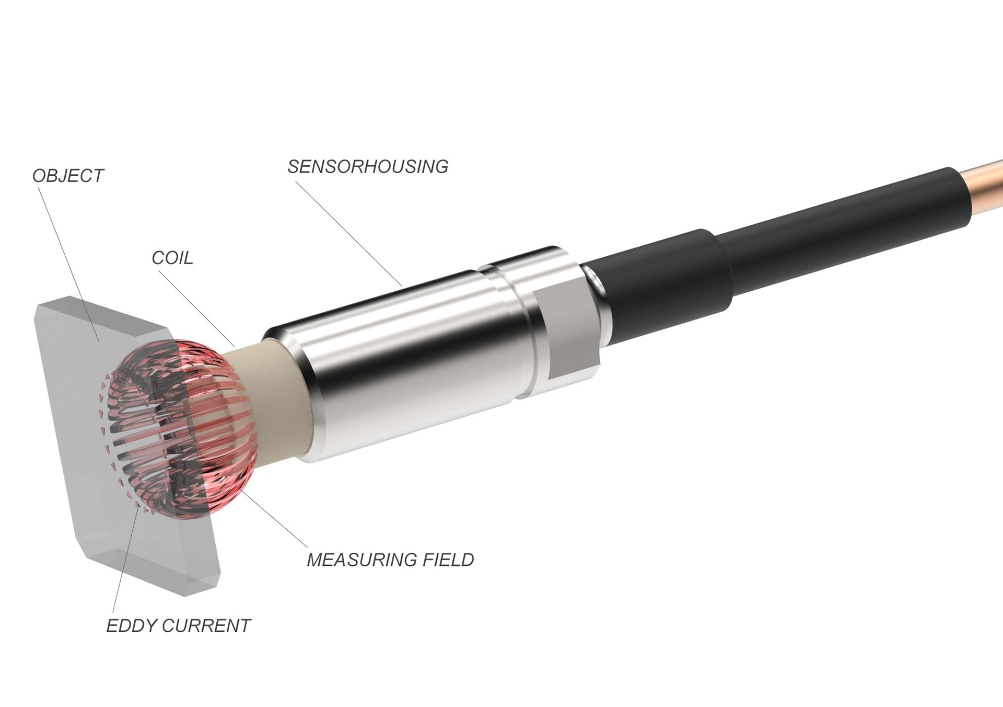 SENSORHOUSING
OBJECT
COIL
MEASURING FIELD
EDDY CURRENT